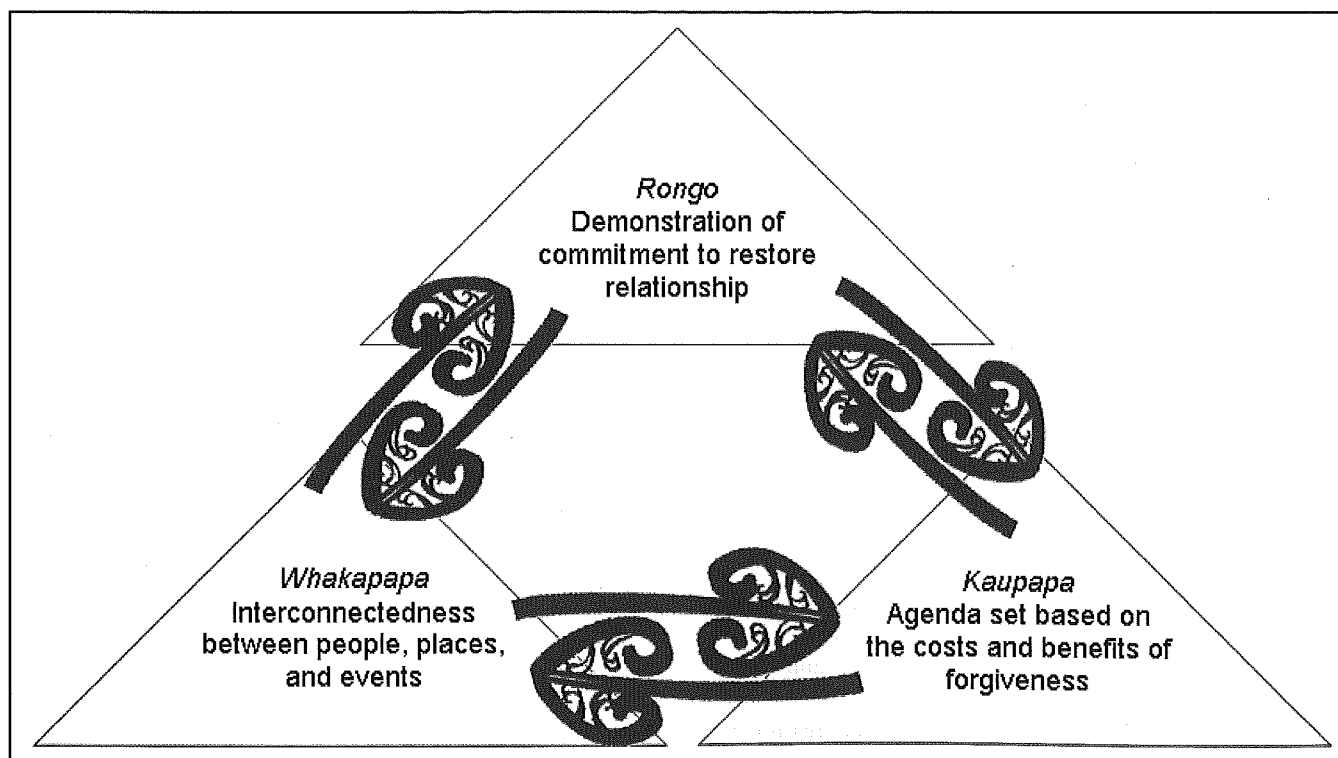 Rongo
Demonstration of
commitment to restore
relationship
Whakapapa
Interconnectedness
between people, places,
and events
Kaupapa
Agenda set based on
the costs and benefits of
forgiveness